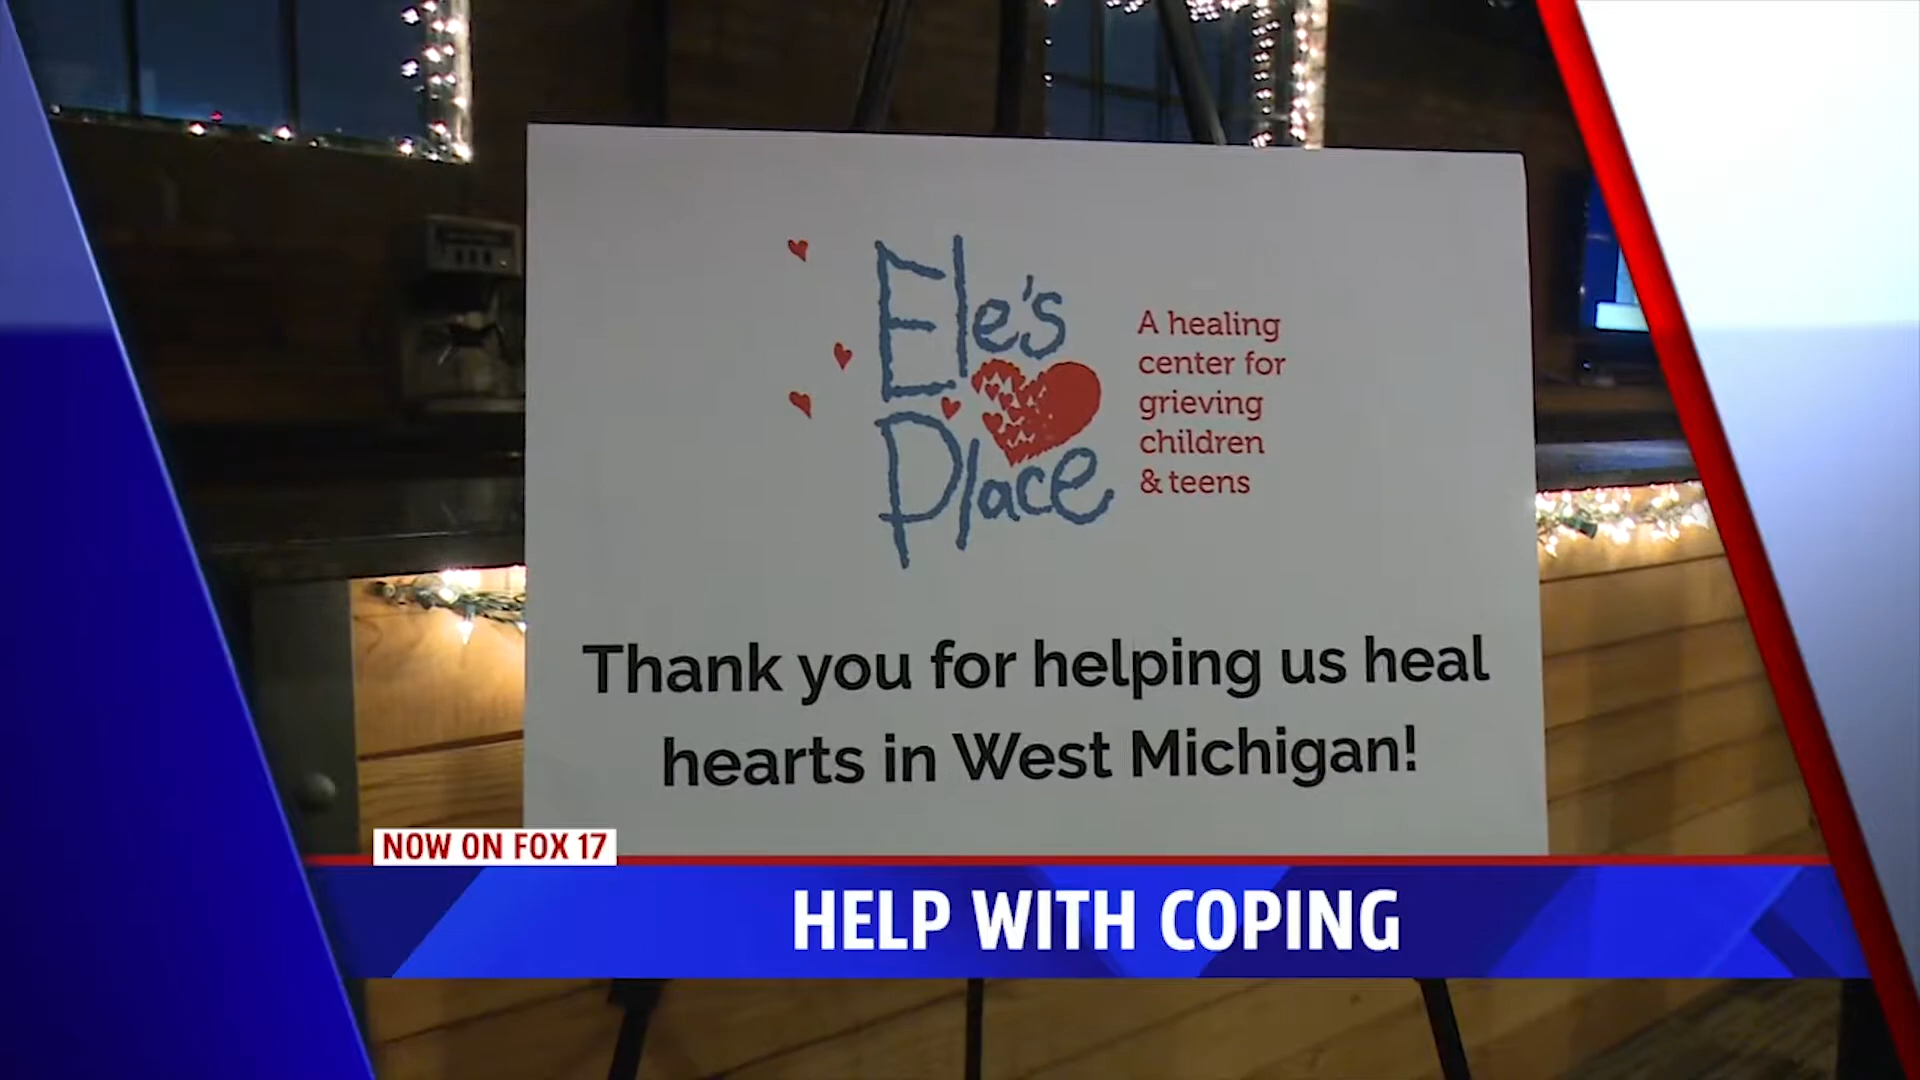 Ele's
Place
A healing
center for
grieving
children
& teens
Thank you for helping us heal
hearts in West Michigan!
NOW ON FOX 17
HELP WITH COPING